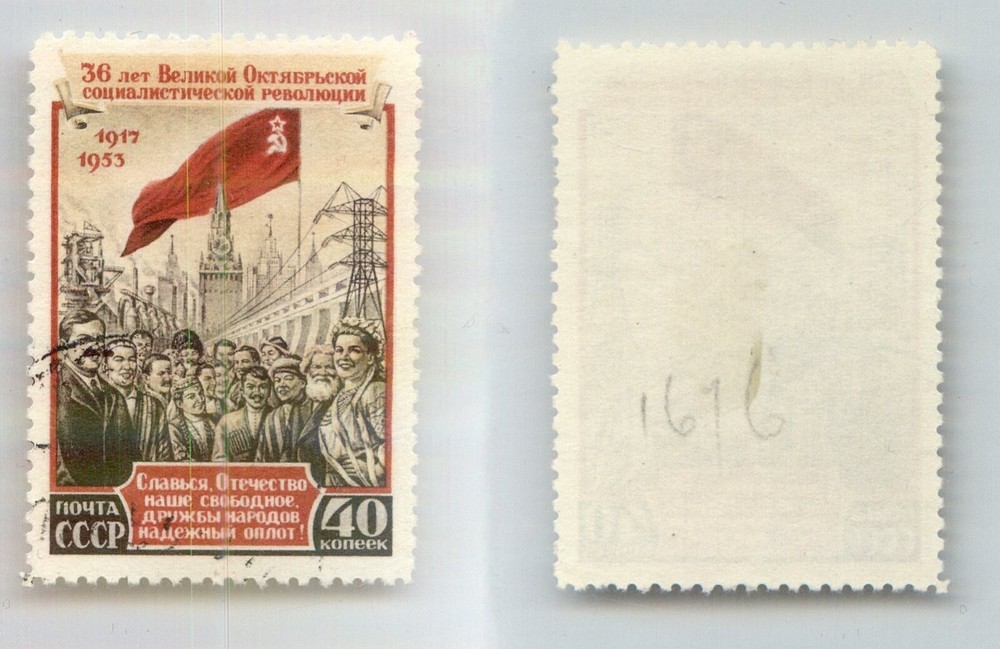 36 лет Великой Октябрьской
социалистической революции
1917
1953
Славься, Отечество
наше свободное,
дружбы народов
надежный оплот!
ПОЧТА
СССР
40
КОПЕЕК
1676